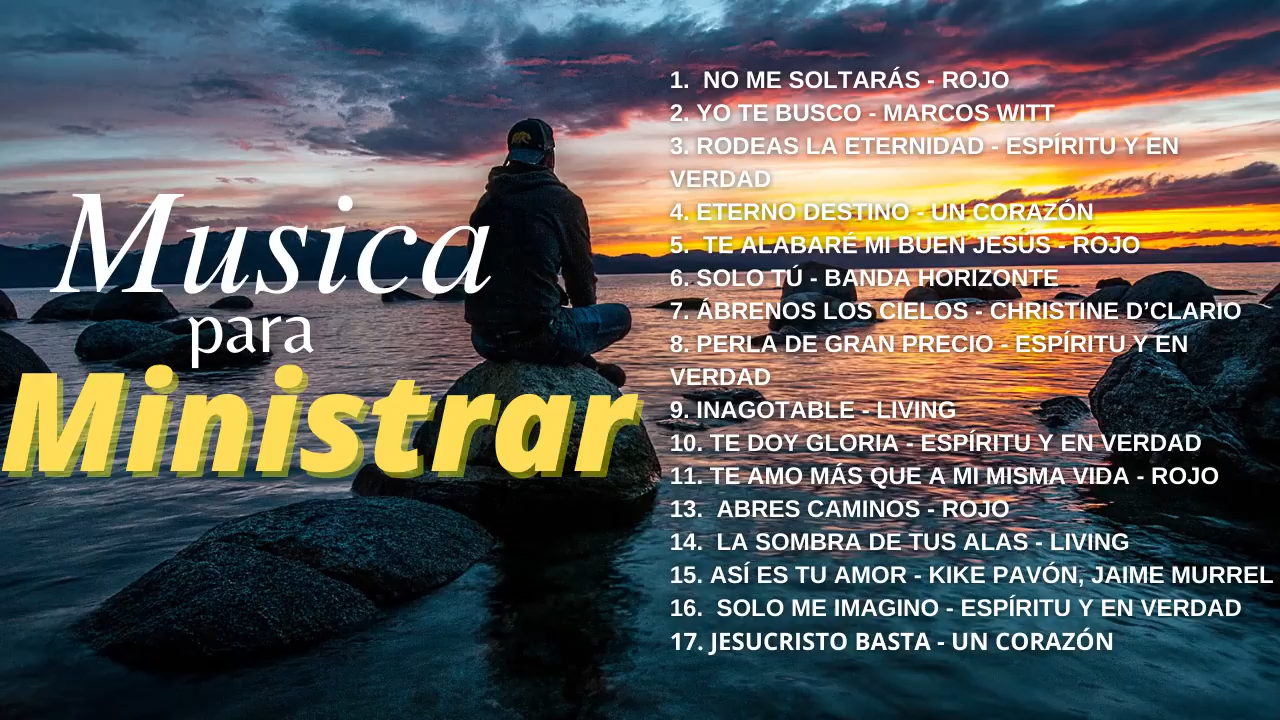 Musica
para
Ministrar
1. NO ME SOLTARÁS - ROJO
2. YO TE BUSCO - MARCOS WITT
3. RODEAS LA ETERNIDAD - ESPÍRITU Y EN
VERDAD
4. ETERNO DESTINO - UN CORAZÓN
5. TE ALABARÉ MI BUEN JESUS - ROJO
6. SOLO TÚ - BANDA HORIZONTE
7. ÁBRENOS LOS CIELOS - CHRISTINE D’CLARIO
8. PERLA DE GRAN PRECIO - ESPÍRITU Y EN
VERDAD
9. INAGOTABLE - LIVING
10. TE DOY GLORIA - ESPÍRITU Y EN VERDAD
11. TE AMO MÁS QUE A MI MISMA VIDA - ROJO
13. ABRES CAMINOS - ROJO
14. LA SOMBRA DE TUS ALAS - LIVING
15. ASÍ ES TU AMOR - KIKE PAVÓN, JAIME MURREL
16. SOLO ME IMAGINO - ESPÍRITU Y EN VERDAD
17. JESUCRISTO BASTA - UN CORAZÓN